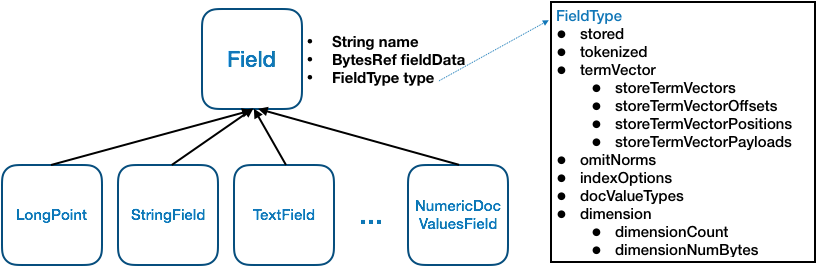 Field
• String name
• BytesRef fieldData
• FieldType type
LongPoint
StringField
TextField
...
NumericDoc
ValuesField
FieldType
● stored
● tokenized
● termVector
● storeTermVectors
● storeTermVectorOffsets
● storeTermVectorPositions
● storeTermVectorPayloads
● omitNorms
● indexOptions
● docValueTypes
● dimension
● dimensionCount
● dimensionNumBytes